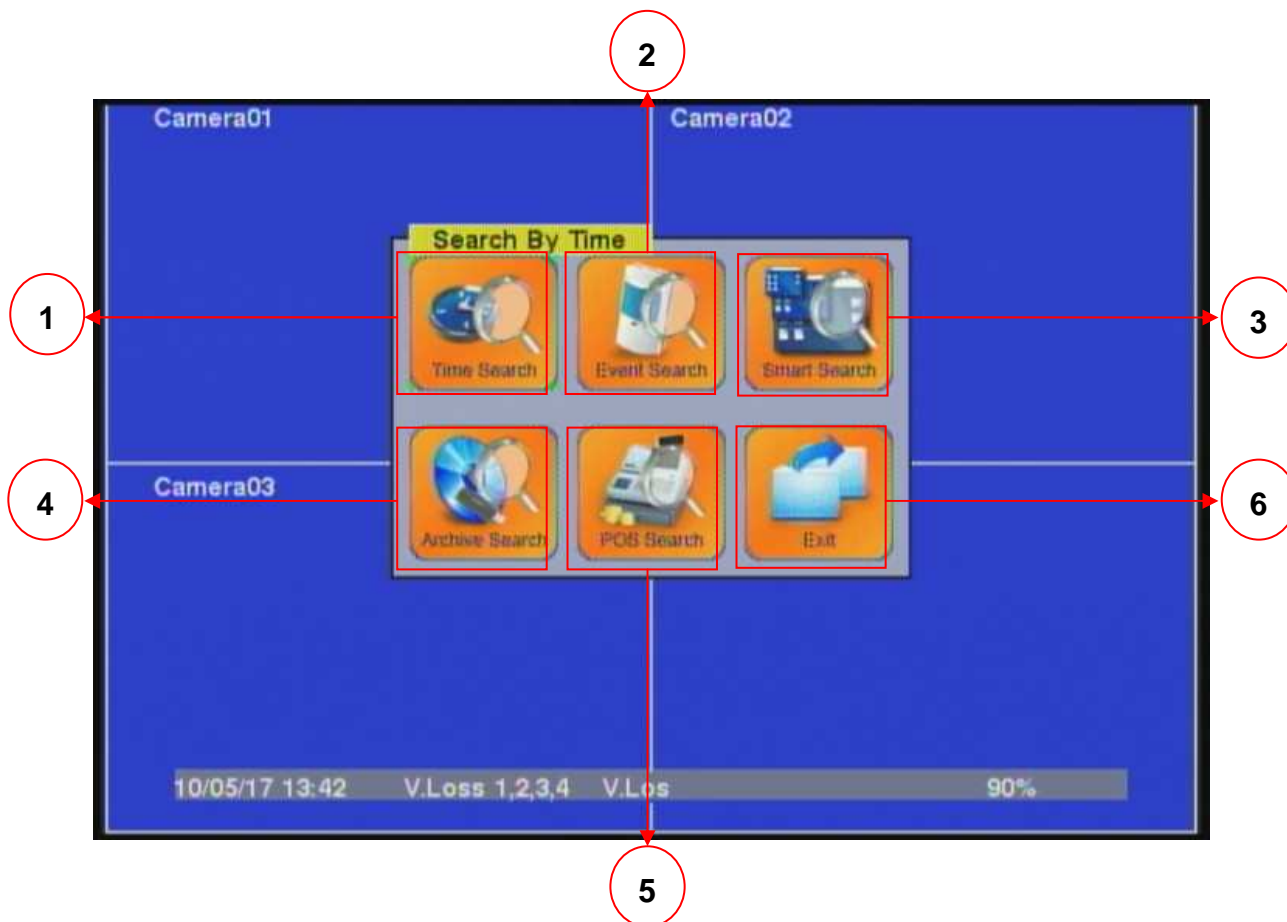 2
Camera01
Camera02
Search By Time
1
3
Time Search
Event Search
Smart Search
4
Camera03
6
Archive Search
POS Search
Exit
10/05/17 13:42 V.Loss 1,2,3,4 V.Los 90%
5